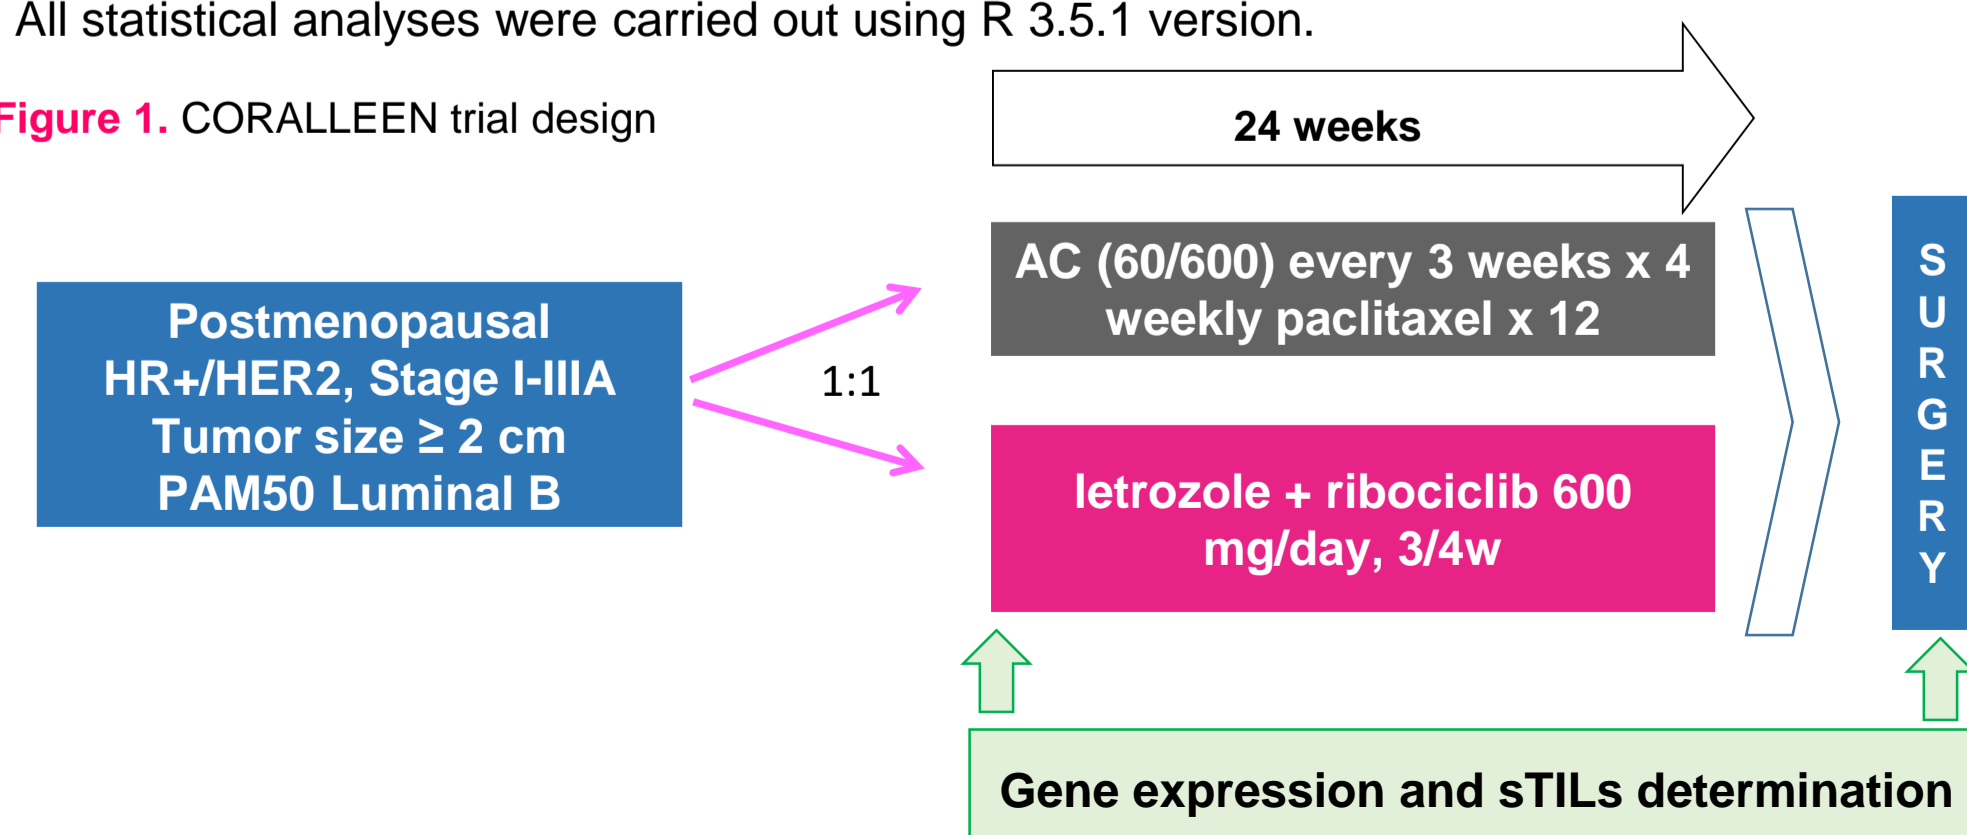 All statistical analyses were carried out using R 3.5.1 version.
Figure 1. CORALLEEN trial design
24 weeks
Postmenopausal
HR+/HER2, Stage I-IIIA
Tumor size ≥ 2 cm
PAM50 Luminal B
1:1
AC (60/600) every 3 weeks x 4
weekly paclitaxel x 12
letrozole + ribociclib 600
mg/day, 3/4w
S
U
R
G
E
R
Y
Gene expression and sTILs determination